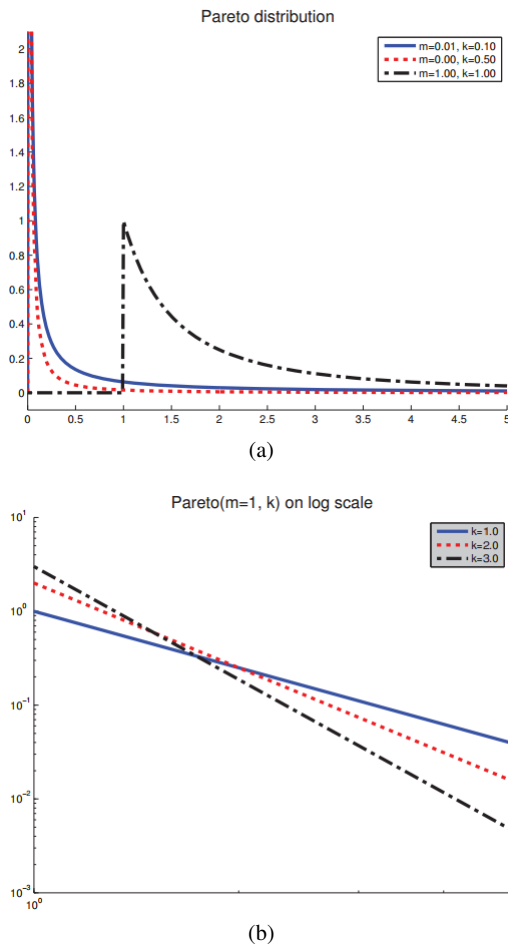 Pareto distribution
m=0.01, k=0.10
m=0.00, k=0.50
m=1.00, k=1.00
2
1.8
1.6
1.4
1.2
1
0.8
0.6
0.4
0.2
0
0 0.5 1 1.5 2 2.5 3 3.5 4 4.5 5
(a)
Pareto(m=1, k) on log scale
k=1.0
k=2.0
k=3.0
10¹
10⁰
10⁻¹
10⁻²
10⁻³
10⁰
(b)